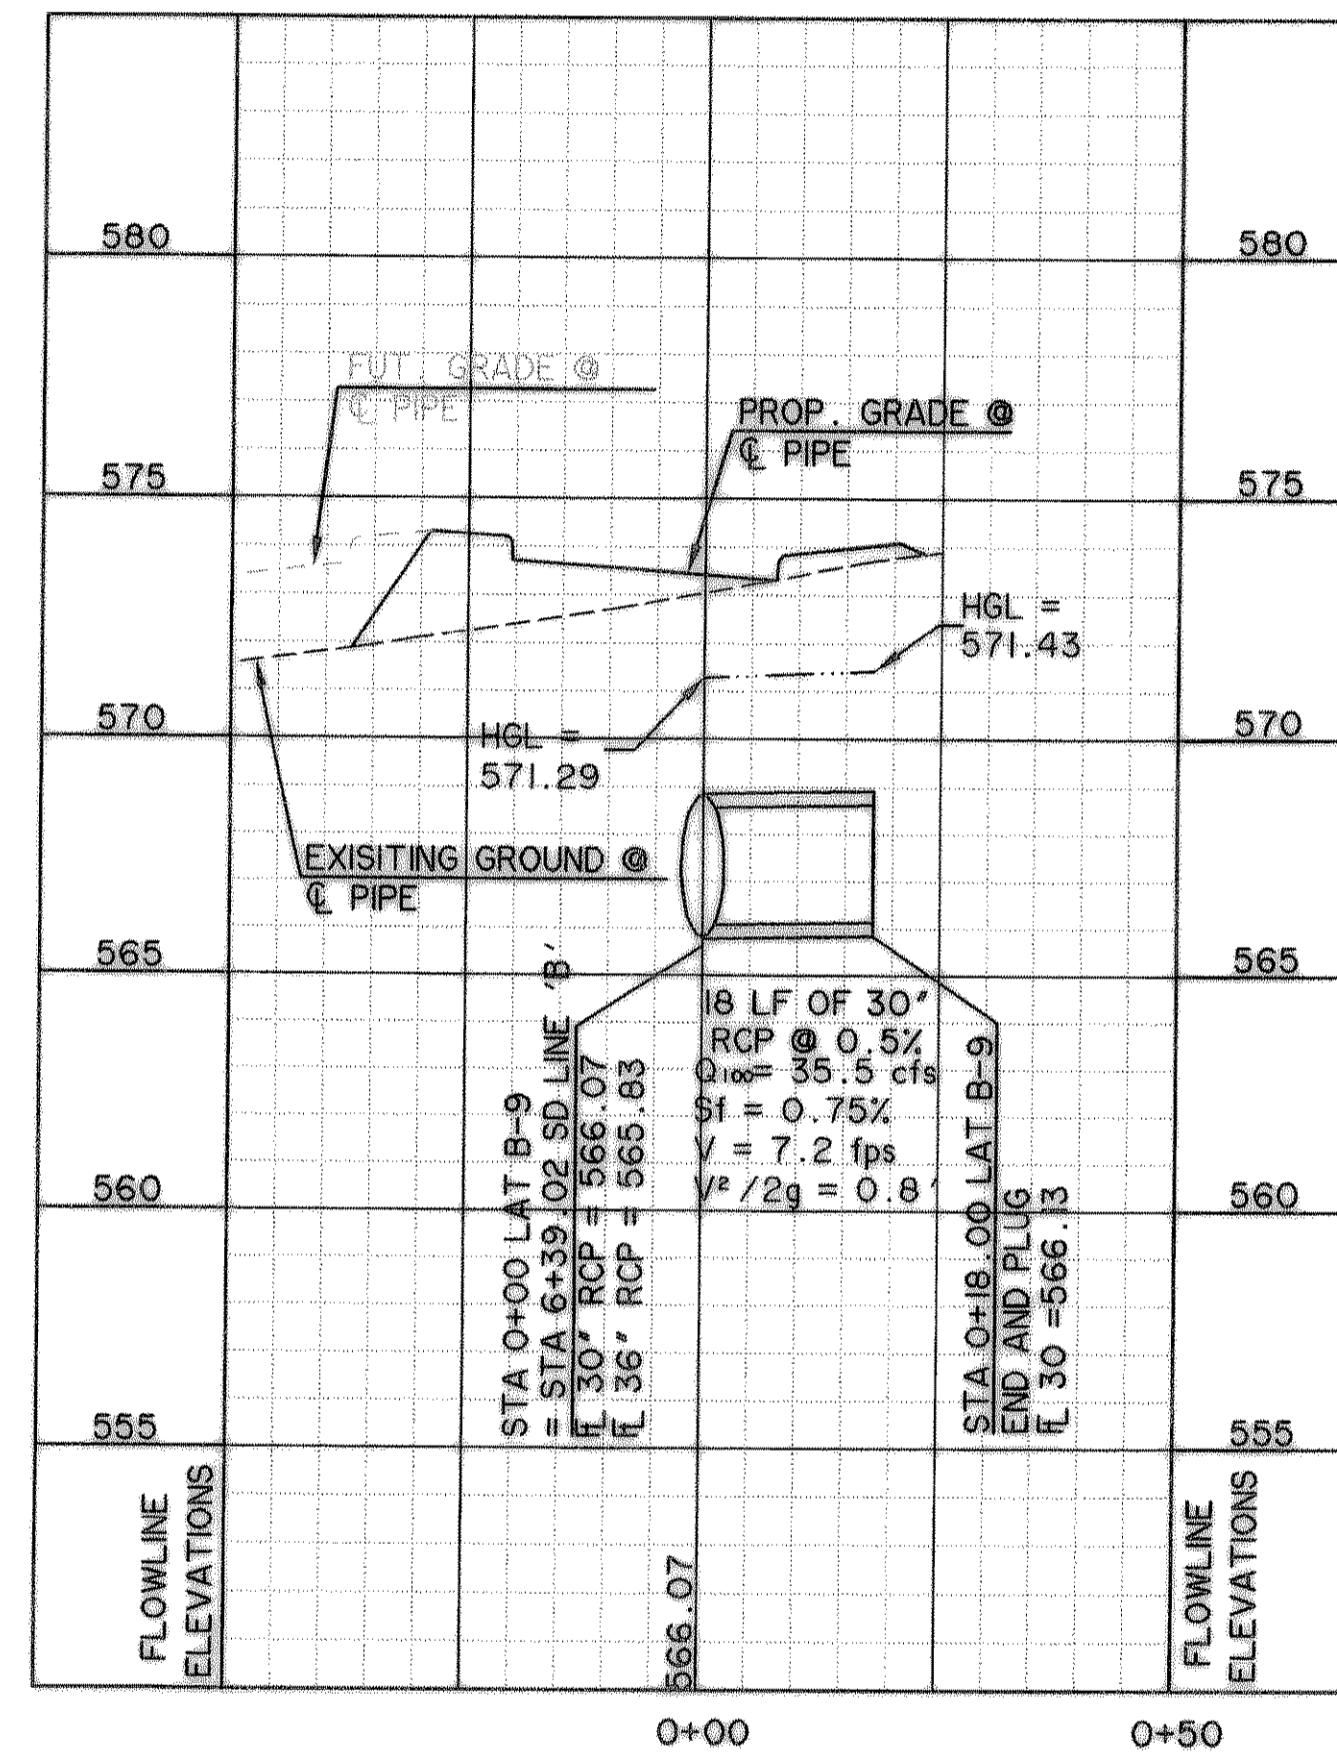 580
580
FUT. GRADE @
℄ PIPE
PROP. GRADE @
℄ PIPE
575
575
HGL =
571.43
570
570
HGL =
571.29
EXISITING GROUND @
℄ PIPE
565
565
18 LF OF 30"
RCP @ 0.5%
Q100= 35.5 cfs
Sf = 0.75%
V = 7.2 fps
V²/2g = 0.8'
STA 0+00 LAT B-9
= STA 6+39.02 SD LINE 'B'
FL 30" RCP = 566.07
FL 36" RCP = 565.83
STA 0+18.00 LAT B-9
END AND PLUG
FL 30 =566.13
560
560
555
555
FLOWLINE
ELEVATIONS
566.07
FLOWLINE
ELEVATIONS
0+00
0+50